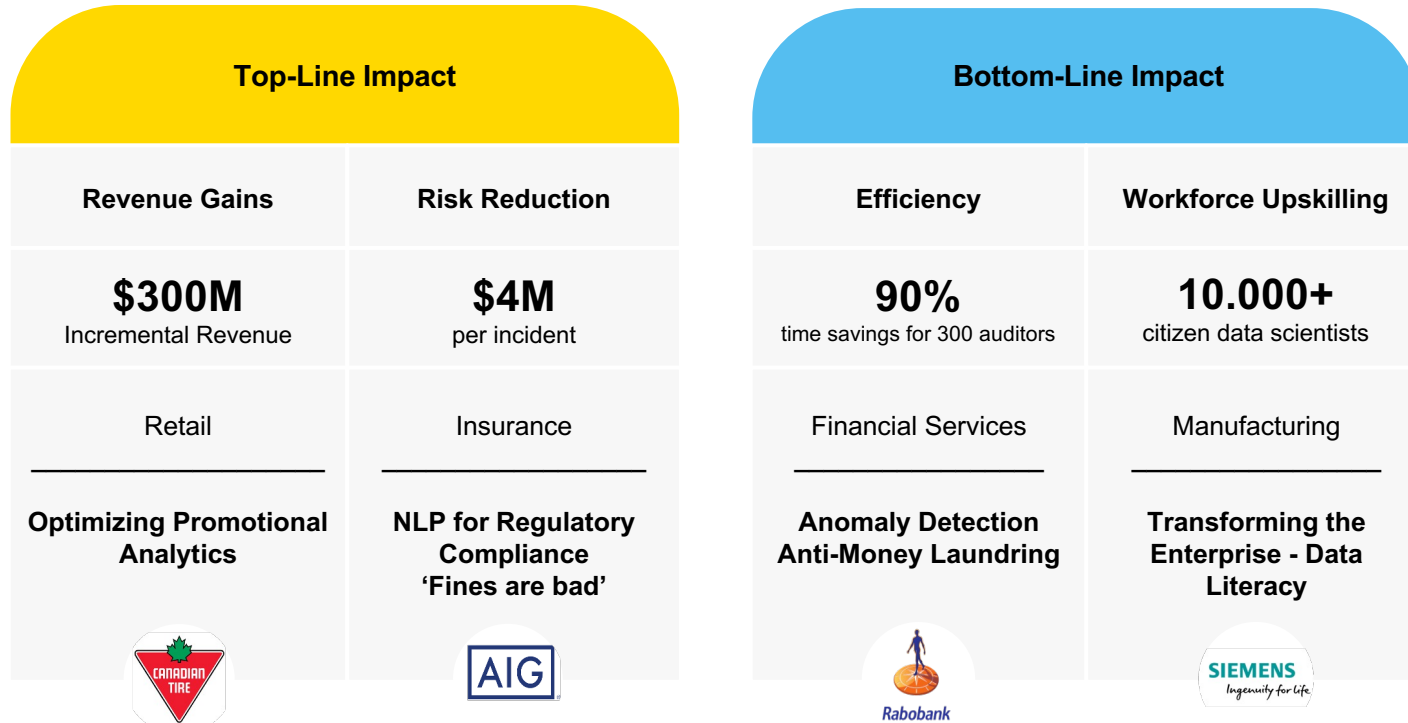 Top-Line Impact
Revenue Gains
Risk Reduction
$300M
Incremental Revenue
$4M
per incident
Retail
Insurance
Optimizing Promotional
Analytics
NLP for Regulatory
Compliance
‘Fines are bad’
CANADIAN
TIRE
AIG
Bottom-Line Impact
Efficiency
Workforce Upskilling
90%
time savings for 300 auditors
10.000+
citizen data scientists
Financial Services
Manufacturing
Anomaly Detection
Anti-Money Laundring
Transforming the
Enterprise - Data
Literacy
Rabobank
SIEMENS
Ingenuity for life